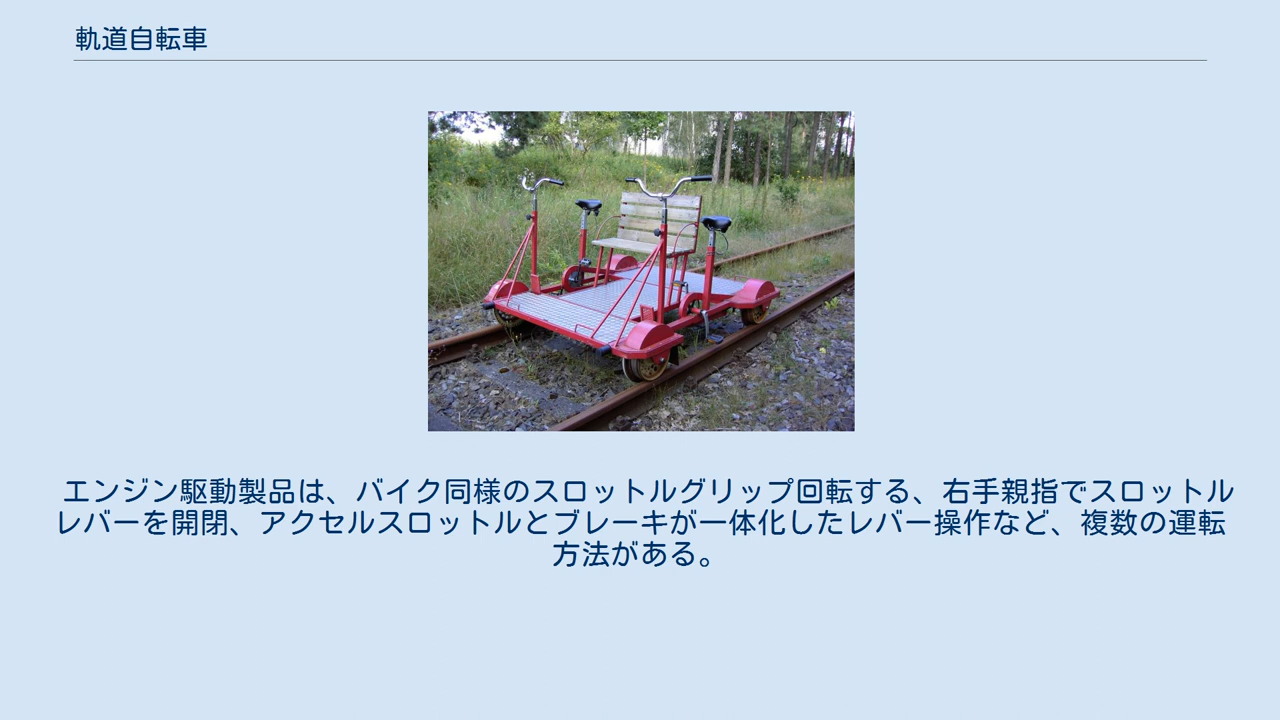 軌道自転車
エンジン駆動製品は、バイク同様のスロットルグリップ回転する、右手親指でスロットル
レバーを開閉、アクセルスロットルとブレーキが一体化したレバー操作など、複数の運転
方法がある。